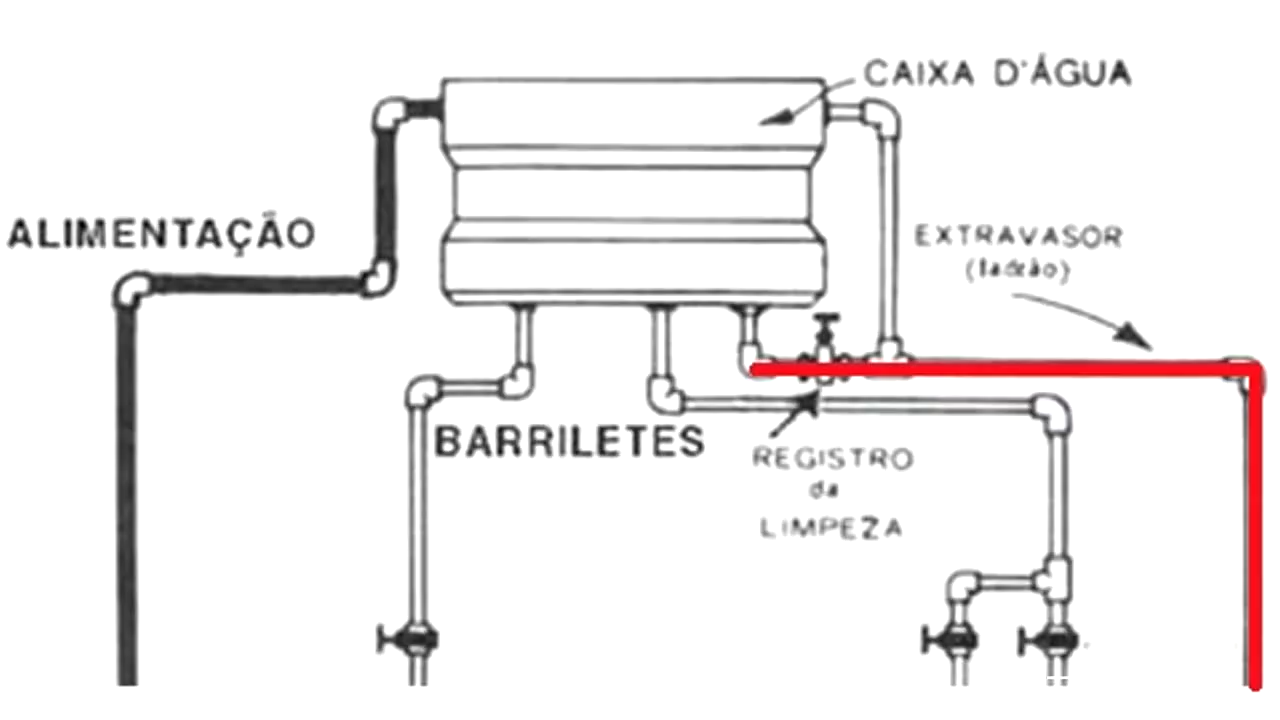 CAIXA D'ÁGUA
ALIMENTAÇÃO
EXTRAVASOR
(ladrão)
BARRILETES
REGISTRO
da
LIMPEZA